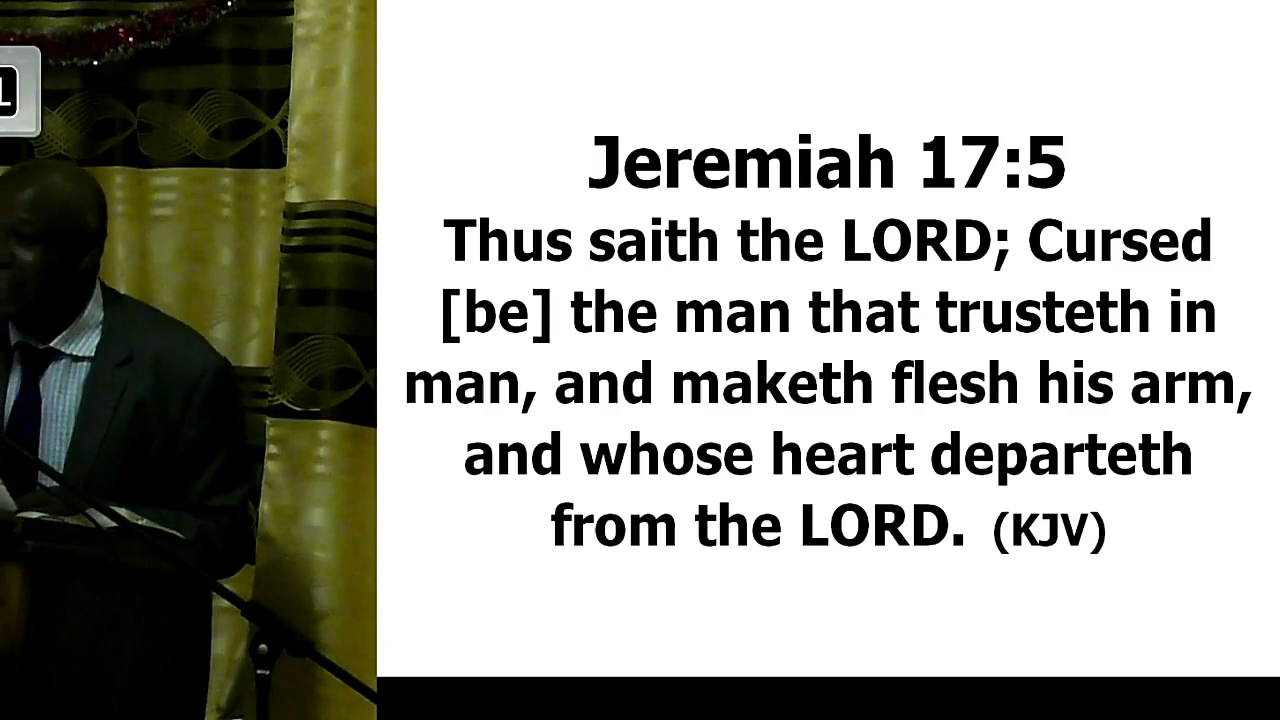 Jeremiah 17:5
Thus saith the LORD; Cursed
[be] the man that trusteth in
man, and maketh flesh his arm,
and whose heart departeth
from the LORD. (KJV)